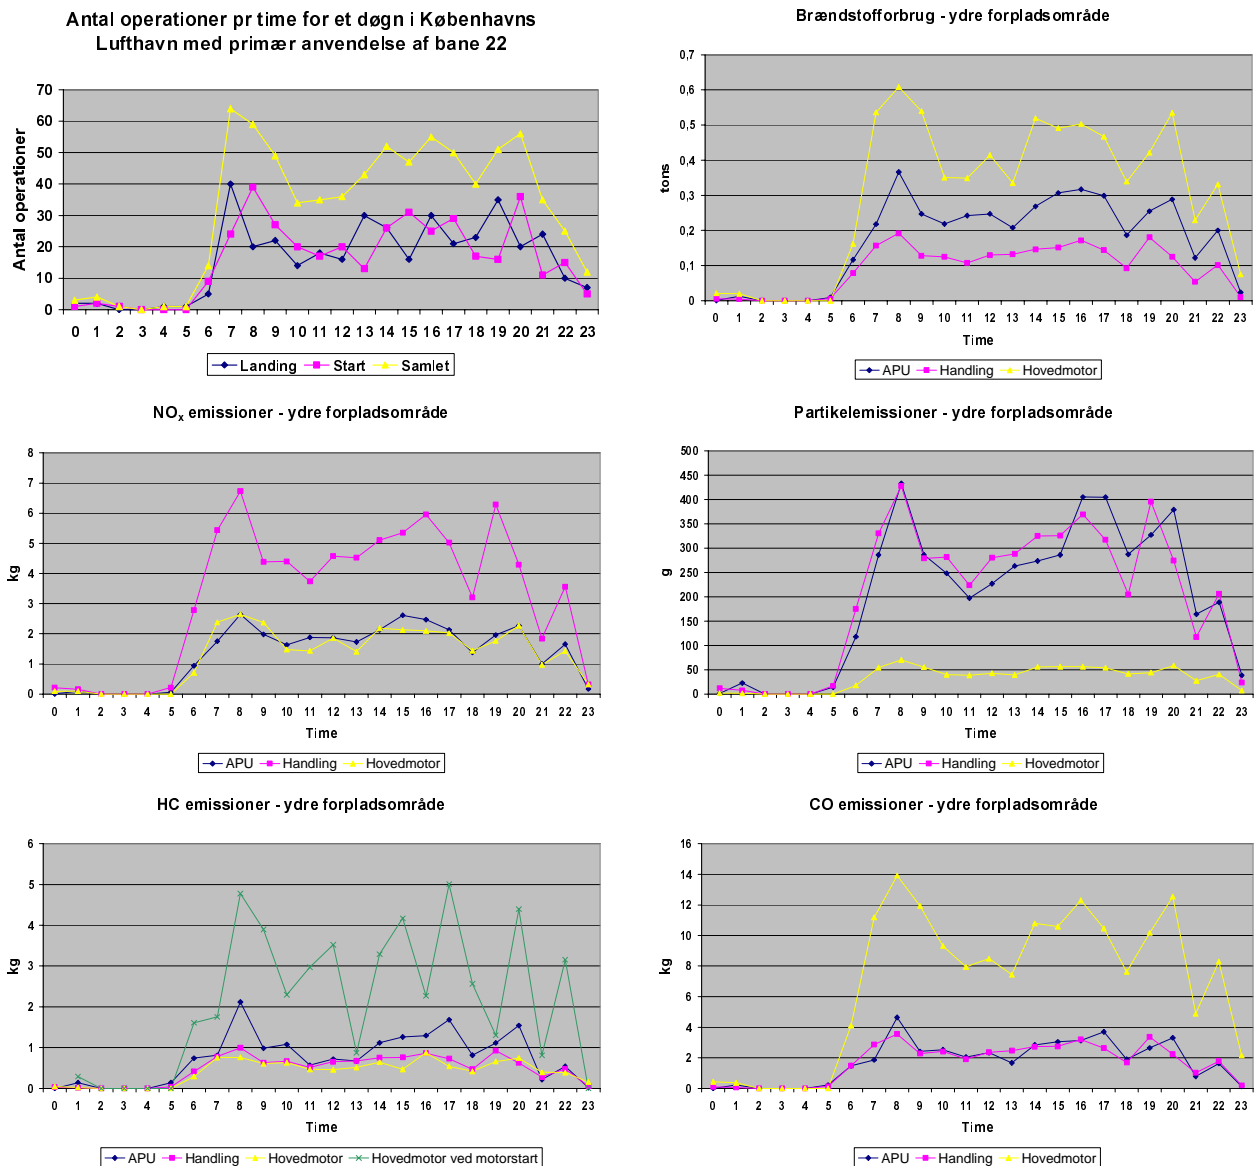 Antal operationer pr time for et døgn i Københavns
Lufthavn med primær anvendelse af bane 22
Antal operationer
70
60
50
40
30
20
10
0
0 1 2 3 4 5 6 7 8 9 10 11 12 13 14 15 16 17 18 19 20 21 22 23
Landing Start Samlet
Brændstofforbrug - ydre forpladsområde
tons
0,7
0,6
0,5
0,4
0,3
0,2
0,1
0
0 1 2 3 4 5 6 7 8 9 10 11 12 13 14 15 16 17 18 19 20 21 22 23
Time
APU Handling Hovedmotor
NOx emissioner - ydre forpladsområde
kg
8
7
6
5
4
3
2
1
0
0 1 2 3 4 5 6 7 8 9 10 11 12 13 14 15 16 17 18 19 20 21 22 23
Time
APU Handling Hovedmotor
Partikelemissioner - ydre forpladsområde
g
500
450
400
350
300
250
200
150
100
50
0
0 1 2 3 4 5 6 7 8 9 10 11 12 13 14 15 16 17 18 19 20 21 22 23
Time
APU Handling Hovedmotor
HC emissioner - ydre forpladsområde
kg
6
5
4
3
2
1
0
0 1 2 3 4 5 6 7 8 9 10 11 12 13 14 15 16 17 18 19 20 21 22 23
Time
APU Handling Hovedmotor Hovedmotor ved motorstart
CO emissioner - ydre forpladsområde
kg
16
14
12
10
8
6
4
2
0
0 1 2 3 4 5 6 7 8 9 10 11 12 13 14 15 16 17 18 19 20 21 22 23
Time
APU Handling Hovedmotor